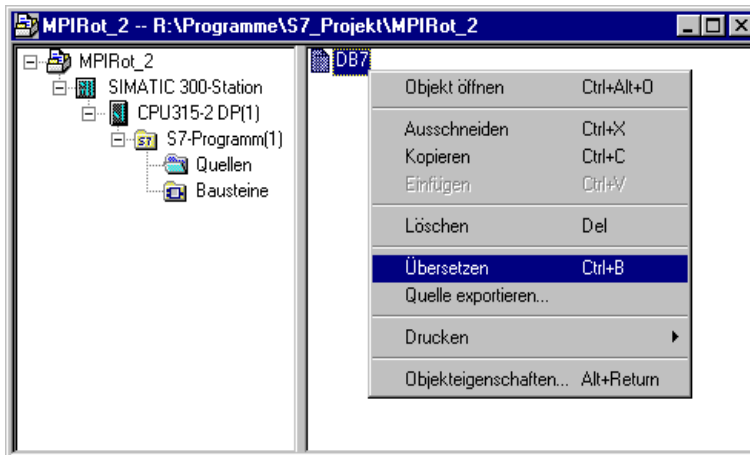 MPIRot_2 -- R:\Programme\S7_Projekt\MPIRot_2
MPIRot_2
SIMATIC 300-Station
CPU315-2 DP(1)
S7 S7-Programm(1)
Quellen
Bausteine
DB7
Objekt öffnen Ctrl+Alt+O
Ausschneiden Ctrl+X
Kopieren Ctrl+C
Einfügen Ctrl+V
Löschen Del
Übersetzen Ctrl+B
Quelle exportieren...
Drucken
Objekteigenschaften... Alt+Return